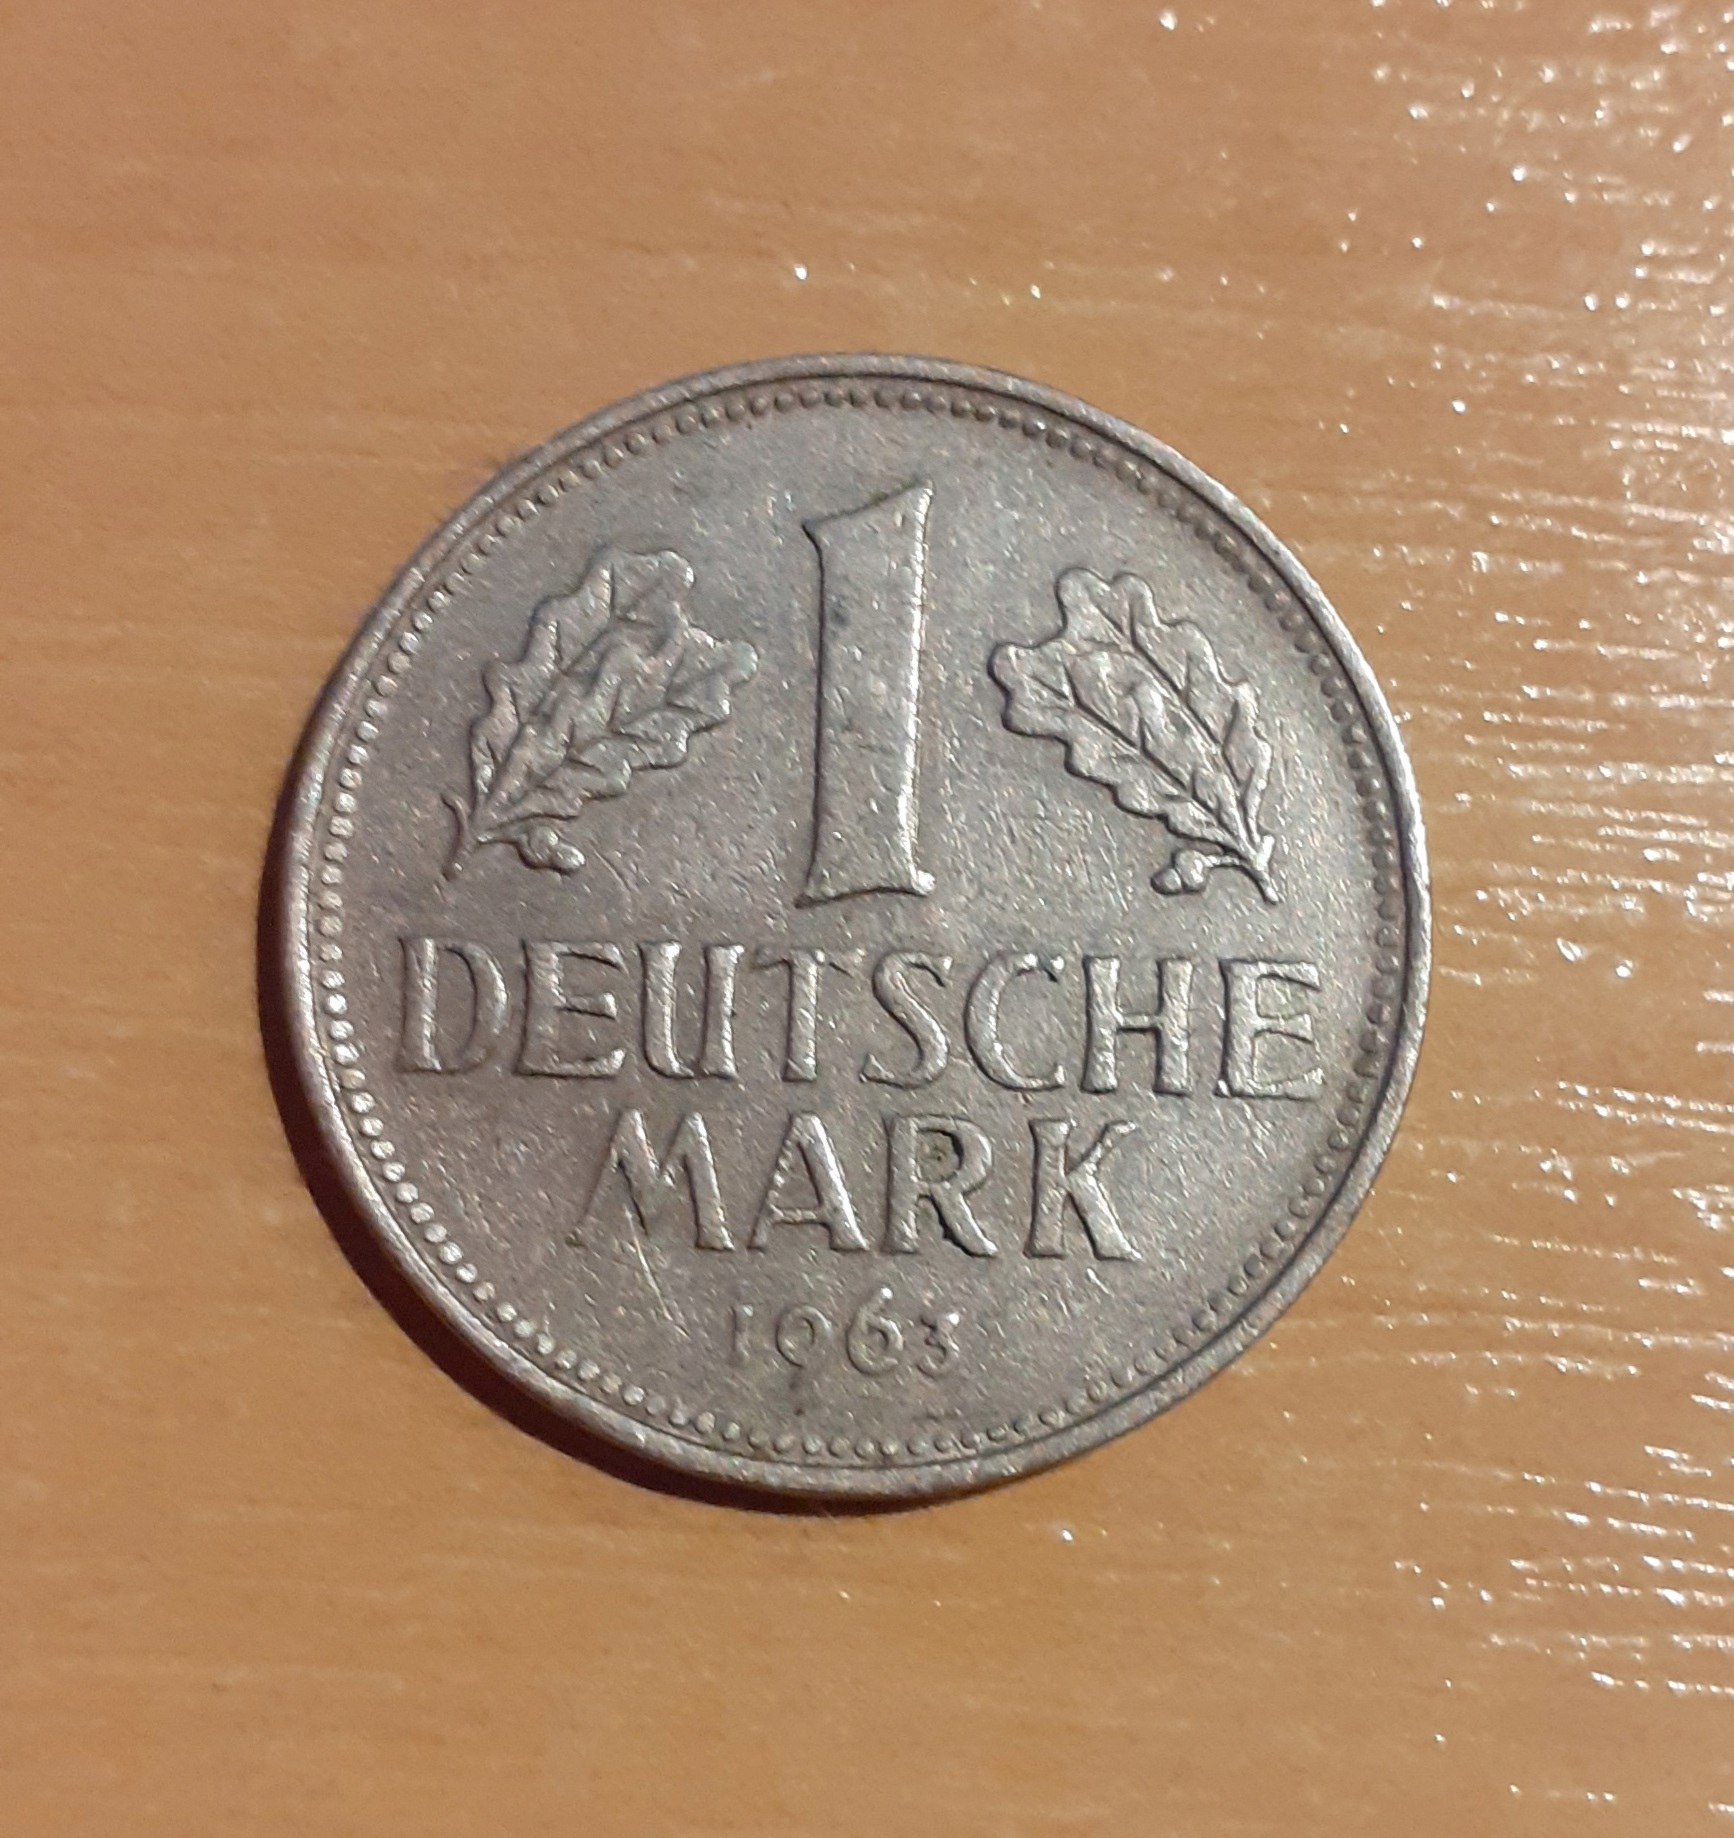 1
DEUTSCHE
MARK
1963